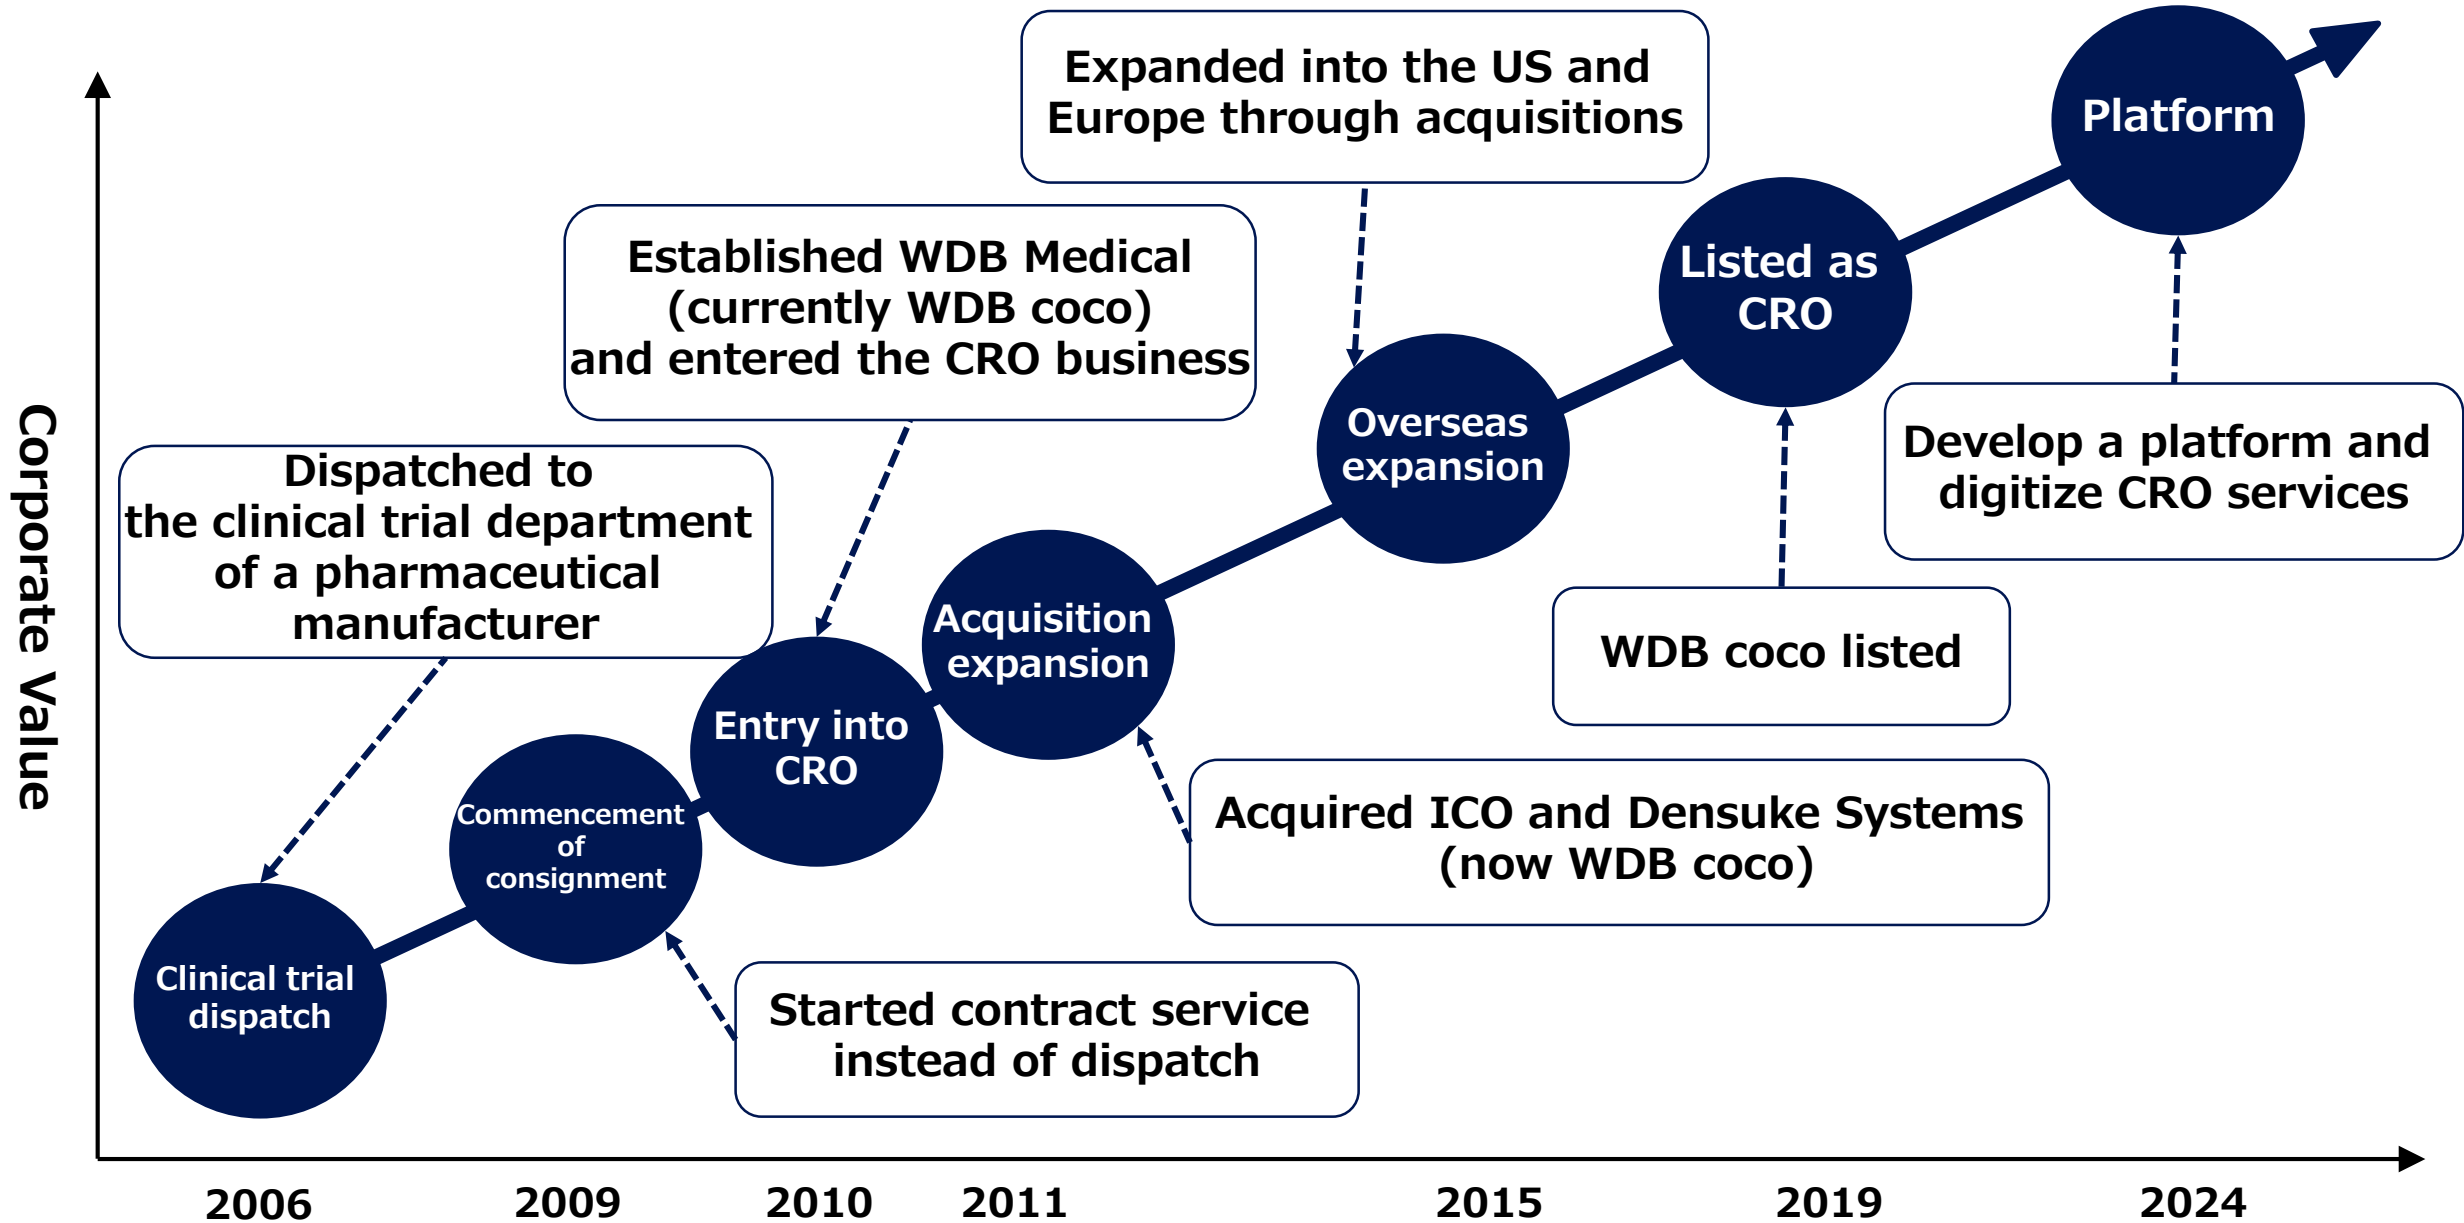 Corporate Value
Expanded into the US and
Europe through acquisitions
Platform
Established WDB Medical
(currently WDB coco)
and entered the CRO business
Listed as
CRO
Dispatched to
the clinical trial department
of a pharmaceutical
manufacturer
Overseas
expansion
Develop a platform and
digitize CRO services
Acquisition
expansion
WDB coco listed
Entry into
CRO
Commencement
of
consignment
Acquired ICO and Densuke Systems
(now WDB coco)
Clinical trial
dispatch
Started contract service
instead of dispatch
2006
2009
2010
2011
2015
2019
2024